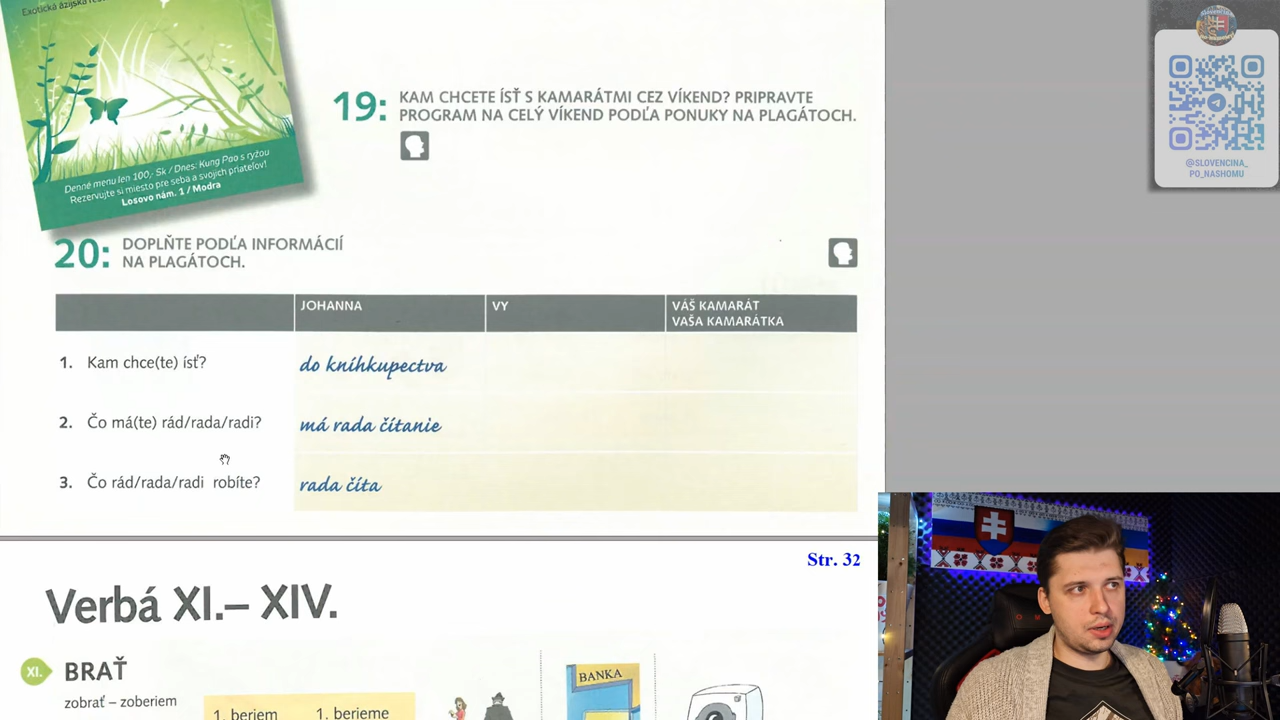 Exotická ázijská
Denné menu len 100,- Sk / Dnes: Kung Pao s ryžou
Rezervujte si miesto pre seba a svojich priateľov!
Losovo nám. 1 / Modra
19: KAM CHCETE ÍSŤ S KAMARÁTMI CEZ VÍKEND? PRIPRAVTE
PROGRAM NA CELÝ VÍKEND PODĽA PONUKY NA PLAGÁTOCH.
@SLOVENCINA_
PO_NASHOMU
20: DOPLŇTE PODĽA INFORMÁCIÍ
NA PLAGÁTOCH.
JOHANNA VY VÁŠ KAMARÁT
VAŠA KAMARÁTKA
1. Kam chce(te) ísť? do kníhkupectva
2. Čo má(te) rád/rada/radi? má rada čítanie
3. Čo rád/rada/radi robíte? rada číta
Str. 32
Verbá XI.– XIV.
XI. BRAŤ
zobrať – zoberiem
1. beriem 1. berieme
BANKA